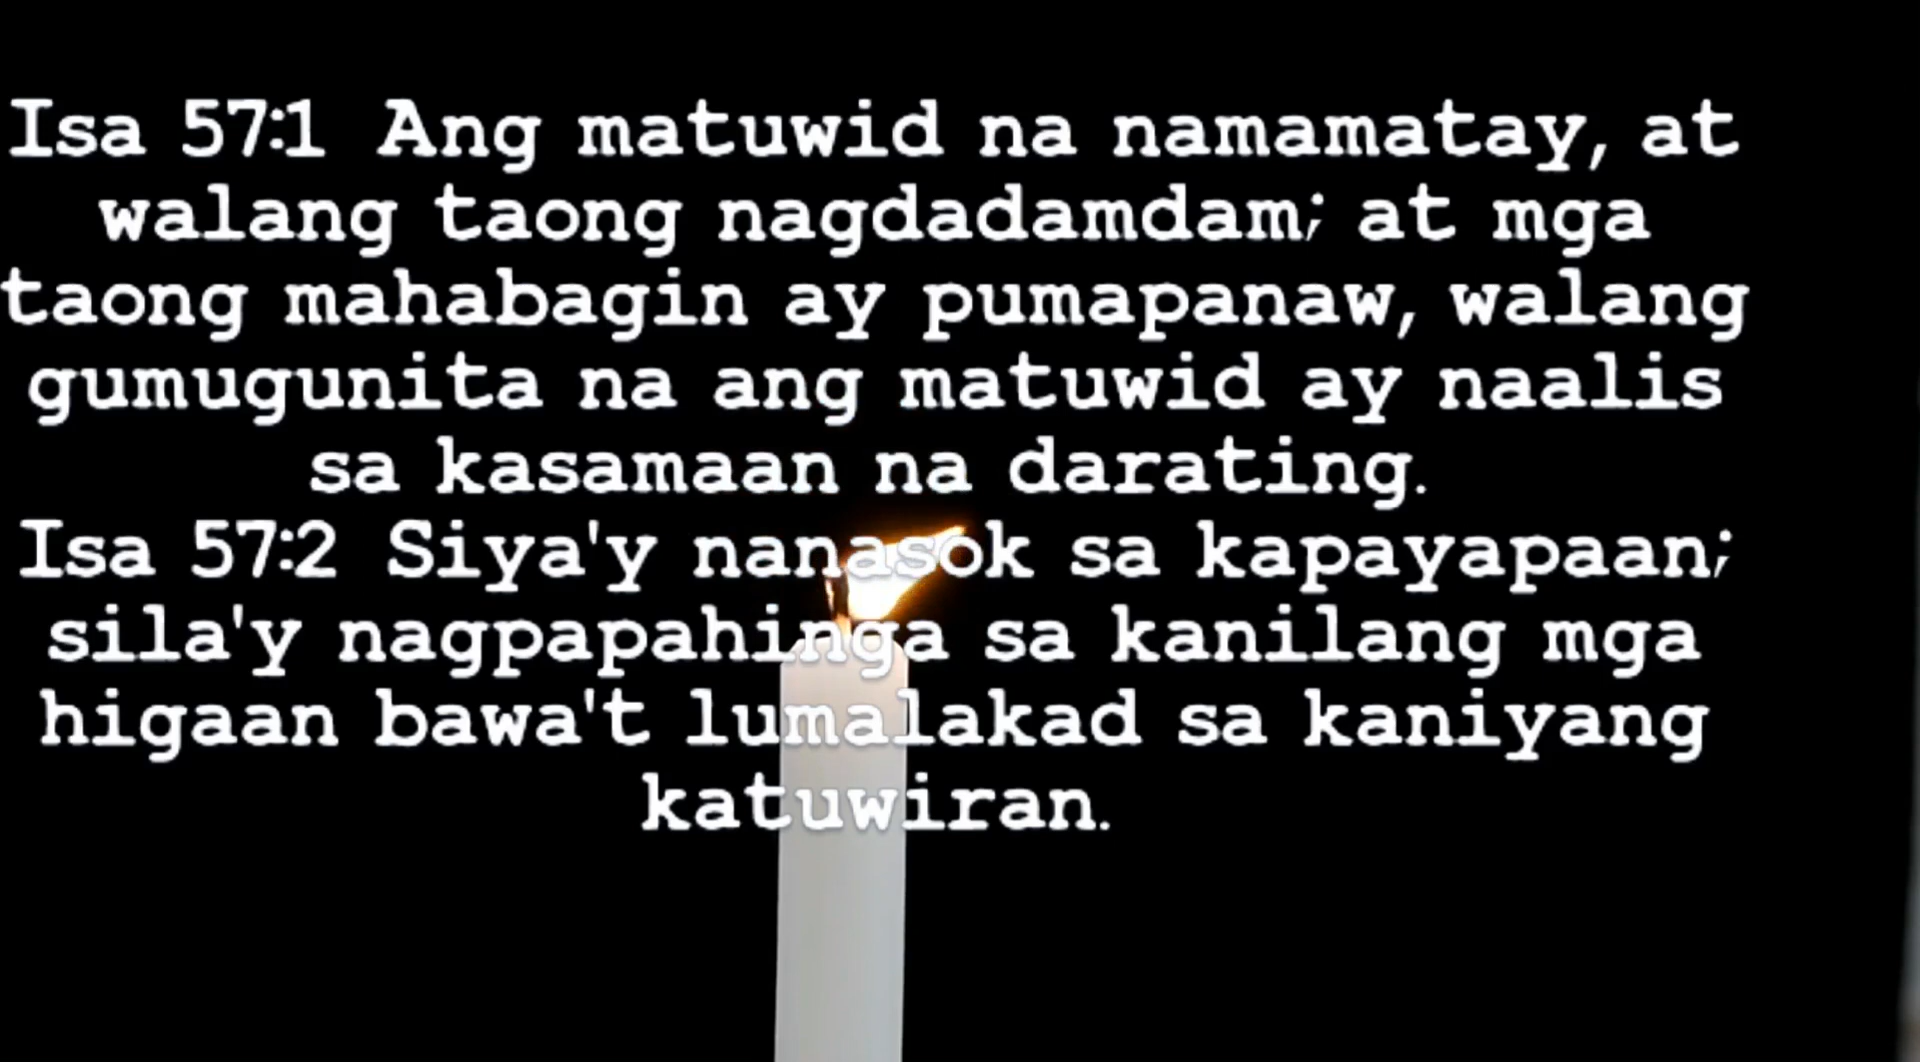 Isa 57:1 Ang matuwid na namamatay, at
walang taong nagdadamdam; at mga
taong mahabagin ay pumapanaw, walang
gumugunita na ang matuwid ay naalis
sa kasamaan na darating.
Isa 57:2 Siya'y nanasok sa kapayapaan;
sila'y nagpapahinga sa kanilang mga
higaan bawa't lumalakad sa kaniyang
katuwiran.